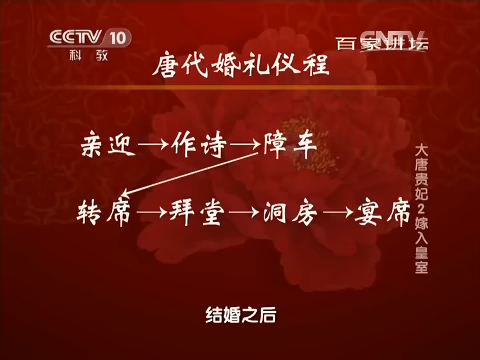 CCTV 10
科教
百家讲坛
CNTV
唐代婚礼仪程
亲迎→作诗→障车
转席→拜堂→洞房→宴席
大唐贵妃2嫁入皇室
结婚之后